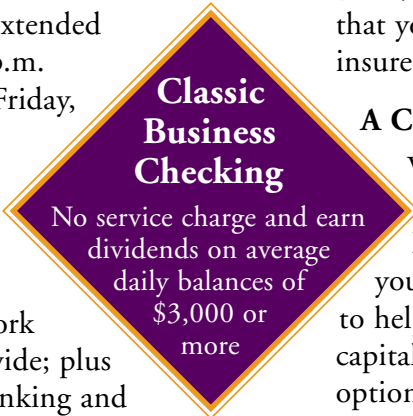 xtended
o.m.
Friday,
ork
vide; plus
nking and
Classic
Business
Checking
No service charge and earn
dividends on average
daily balances of
$3,000 or
more
that yo
insure
A C
you
to help
capital
option